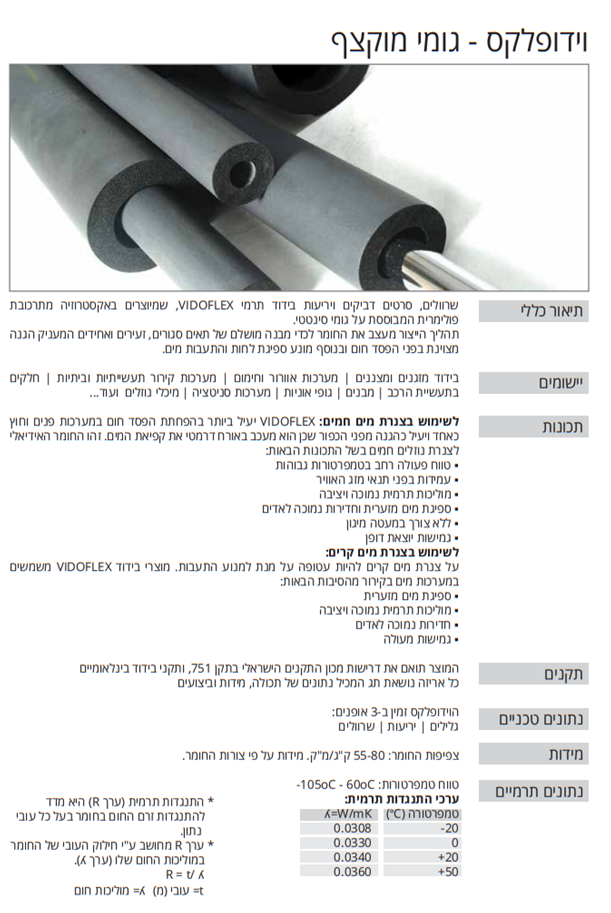 וידופלקס - גומי מוקצף
תיאור כללי
שרוולים, סרטים דביקים ויריעות בידוד תרמי VIDOFLEX, שמיוצרים באקסטרוזיה מתרכובת
פולימרית המבוססת על גומי סינטטי.
תהליך הייצור מעצב את החומר לכדי מבנה מושלם של תאים סגורים, זעירים ואחידים המעניק הגנה
מצוינת בפני הפסד חום ובנוסף מונע ספיגת לחות והתעבות מים.
יישומים
בידוד מזגנים ומצננים | מערכות אוורור וחימום | מערכות קירור תעשייתיות וביתיות | חלקים
בתעשיית הרכב | מבנים | גופי אוניות | מערכות סניטציה | מיכלי נוזלים ועוד...
תכונות
לשימוש בצנרת מים חמים: VIDOFLEX יעיל ביותר בהפחתת הפסד חום במערכות פנים וחוץ
כאחד ויעיל כהגנה מפני הכפור שכן הוא מעכב באורח דרמטי את קפיאת המים. זהו החומר האידיאלי
לצנרת נוזלים חמים בשל התכונות הבאות:
• טווח פעולה רחב בטמפרטורות גבוהות
• עמידות בפני תנאי מזג האוויר
• מוליכות תרמית נמוכה ויציבה
• ספיגת מים מזערית וחדירות נמוכה לאדים
• ללא צורך במעטה מיגון
• גמישות יוצאת דופן
לשימוש בצנרת מים קרים:
על צנרת מים קרים להיות עטופה על מנת למנוע התעבות. מוצרי בידוד VIDOFLEX משמשים
במערכות מים בקירור מהסיבות הבאות:
• ספיגת מים מזערית
• מוליכות תרמית נמוכה ויציבה
• חדירות נמוכה לאדים
• גמישות מעולה
תקנים
המוצר תואם את דרישות מכון התקנים הישראלי בתקן 751, ותקני בידוד בינלאומיים
כל אריזה נושאת תג המכיל נתונים של תכולה, מידות וביצועים
נתונים טכניים
הוידופלקס זמין ב-3 אופנים:
גלילים | יריעות | שרוולים
מידות
צפיפות החומר: 55-80 ק"ג/מ"ק. מידות על פי צורות החומר.
נתונים תרמיים
טווח טמפרטורות: 105oC - 60oC-
ערכי התנגדות תרמית:
טמפרטורה (°C) ʎ=W/mK
-20 0.0308
0 0.0330
+20 0.0340
+50 0.0360
* התנגדות תרמית (ערך R) היא מדד
להתנגדות זרם החום בחומר בעל כל עובי
נתון.
* ערך R מחושב ע"י חילוק העובי של החומר
במוליכות החום שלו (ערך ʎ).
R = t/ ʎ
t= עובי (מ) ʎ= מוליכות חום